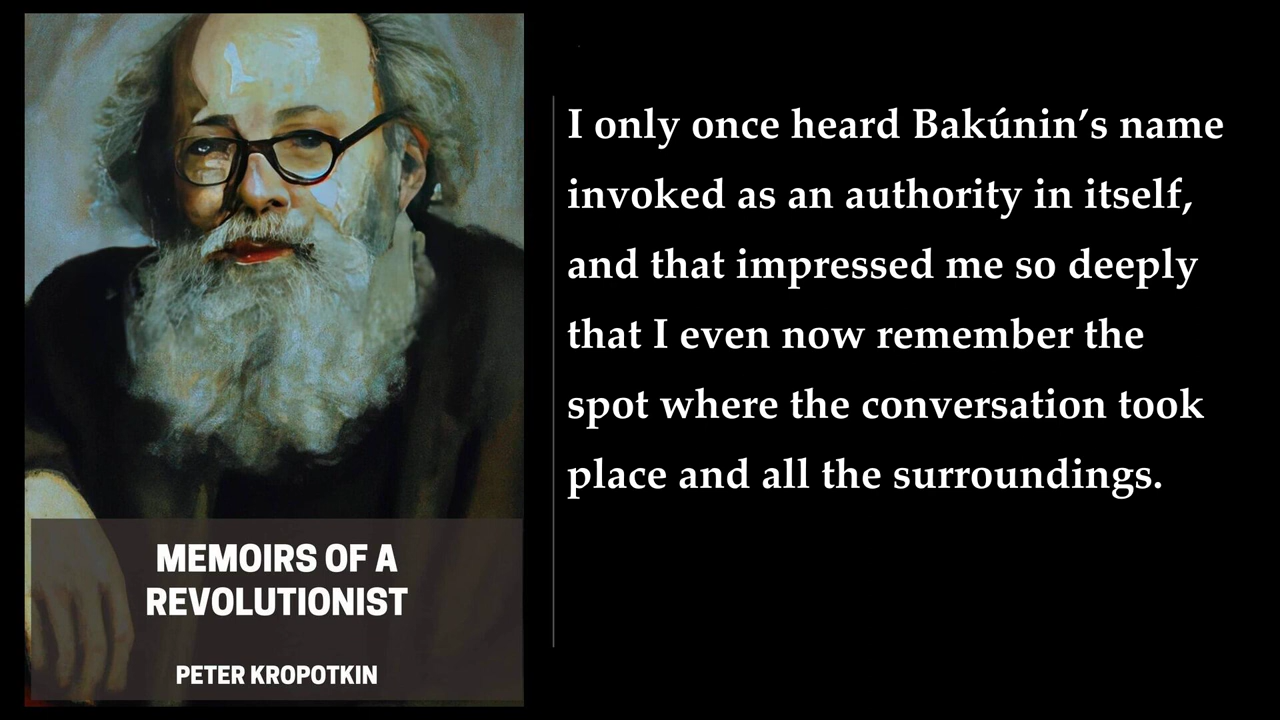 MEMOIRS OF A
REVOLUTIONIST
PETER KROPOTKIN
I only once heard Bakúnin’s name
invoked as an authority in itself,
and that impressed me so deeply
that I even now remember the
spot where the conversation took
place and all the surroundings.